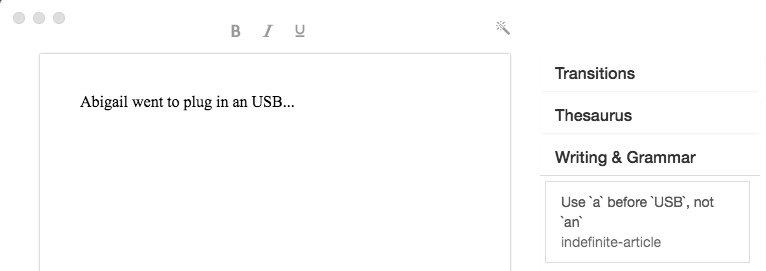 B I U
Abigail went to plug in an USB...
Transitions
Thesaurus
Writing & Grammar
Use `a` before `USB`, not
`an`
indefinite-article